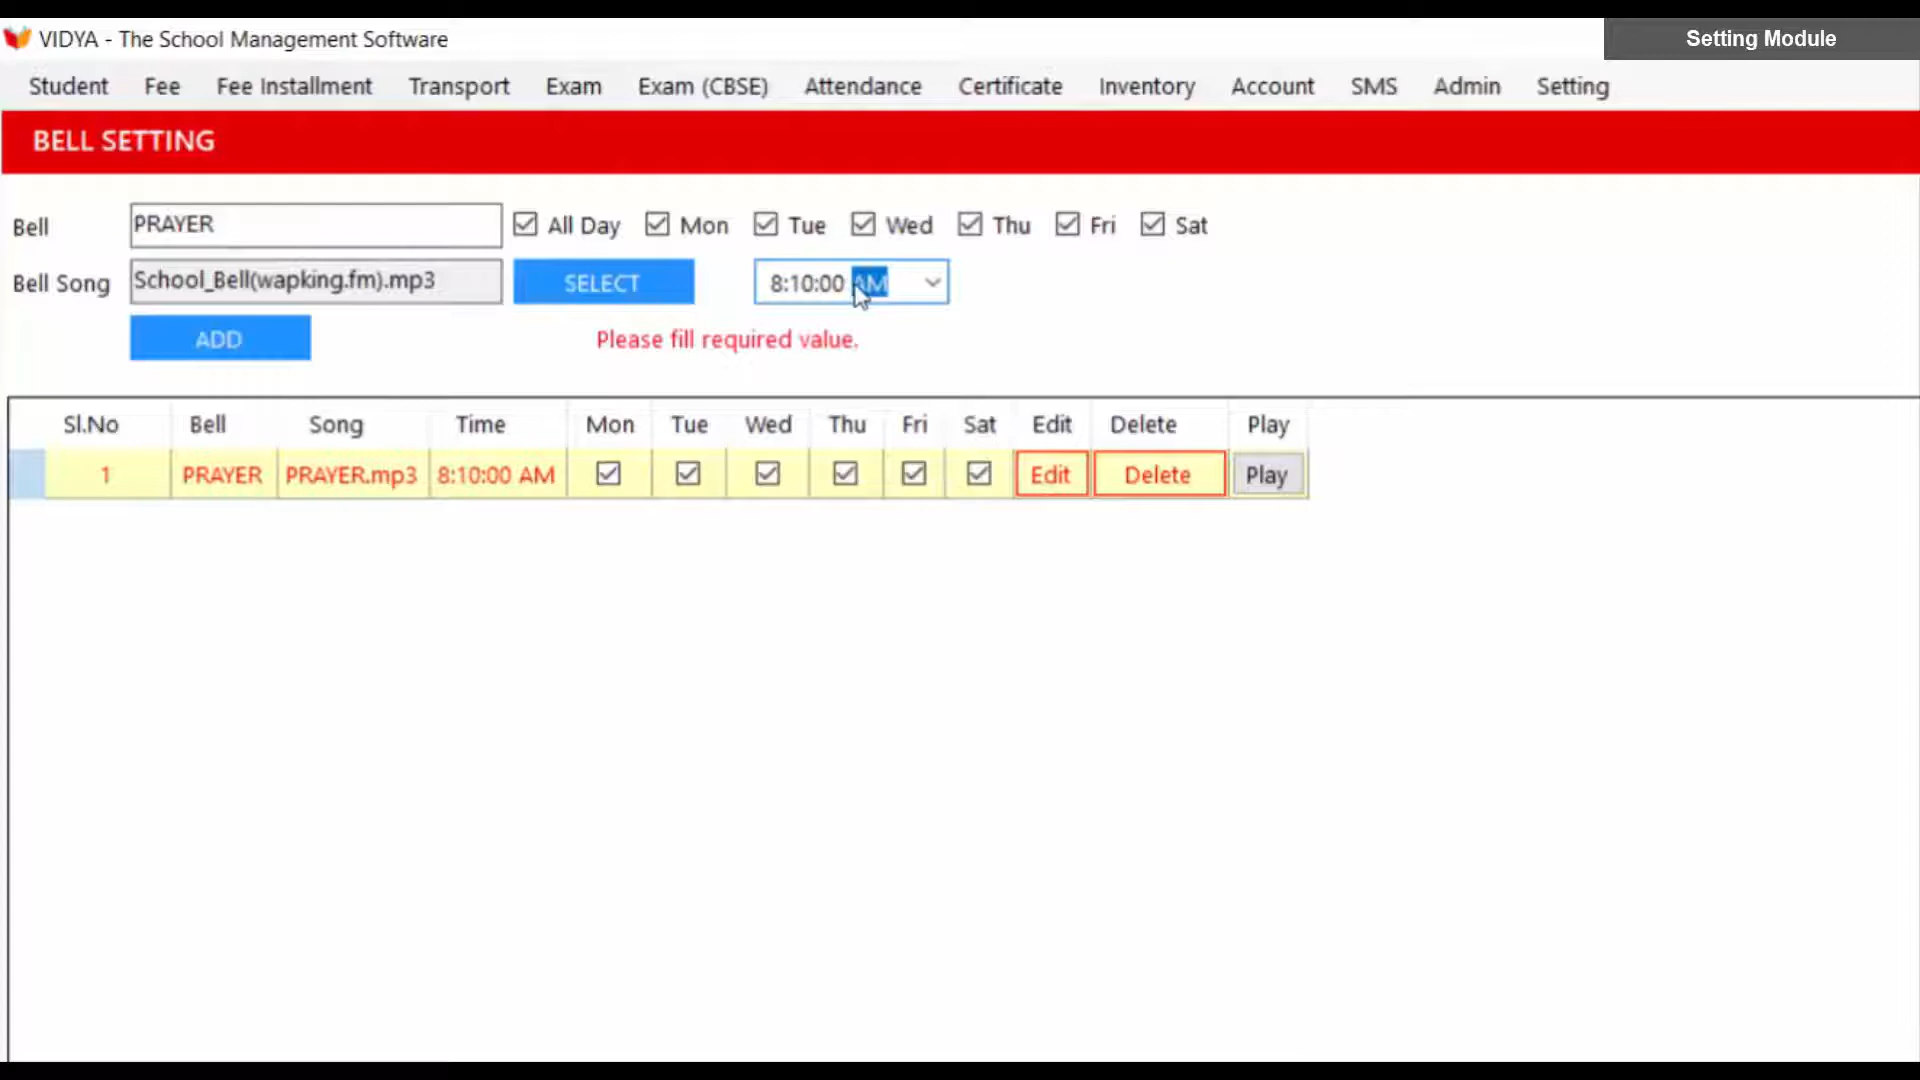 VIDYA - The School Management Software
Setting Module
Student Fee Fee Installment Transport Exam Exam (CBSE) Attendance Certificate Inventory Account SMS Admin Setting
BELL SETTING
Bell PRAYER All Day Mon Tue Wed Thu Fri Sat
Bell Song School_Bell(wapking.fm).mp3 SELECT 8:10:00 AM
ADD Please fill required value.
Sl.No Bell Song Time Mon Tue Wed Thu Fri Sat Edit Delete Play
1 PRAYER PRAYER.mp3 8:10:00 AM Edit Delete Play